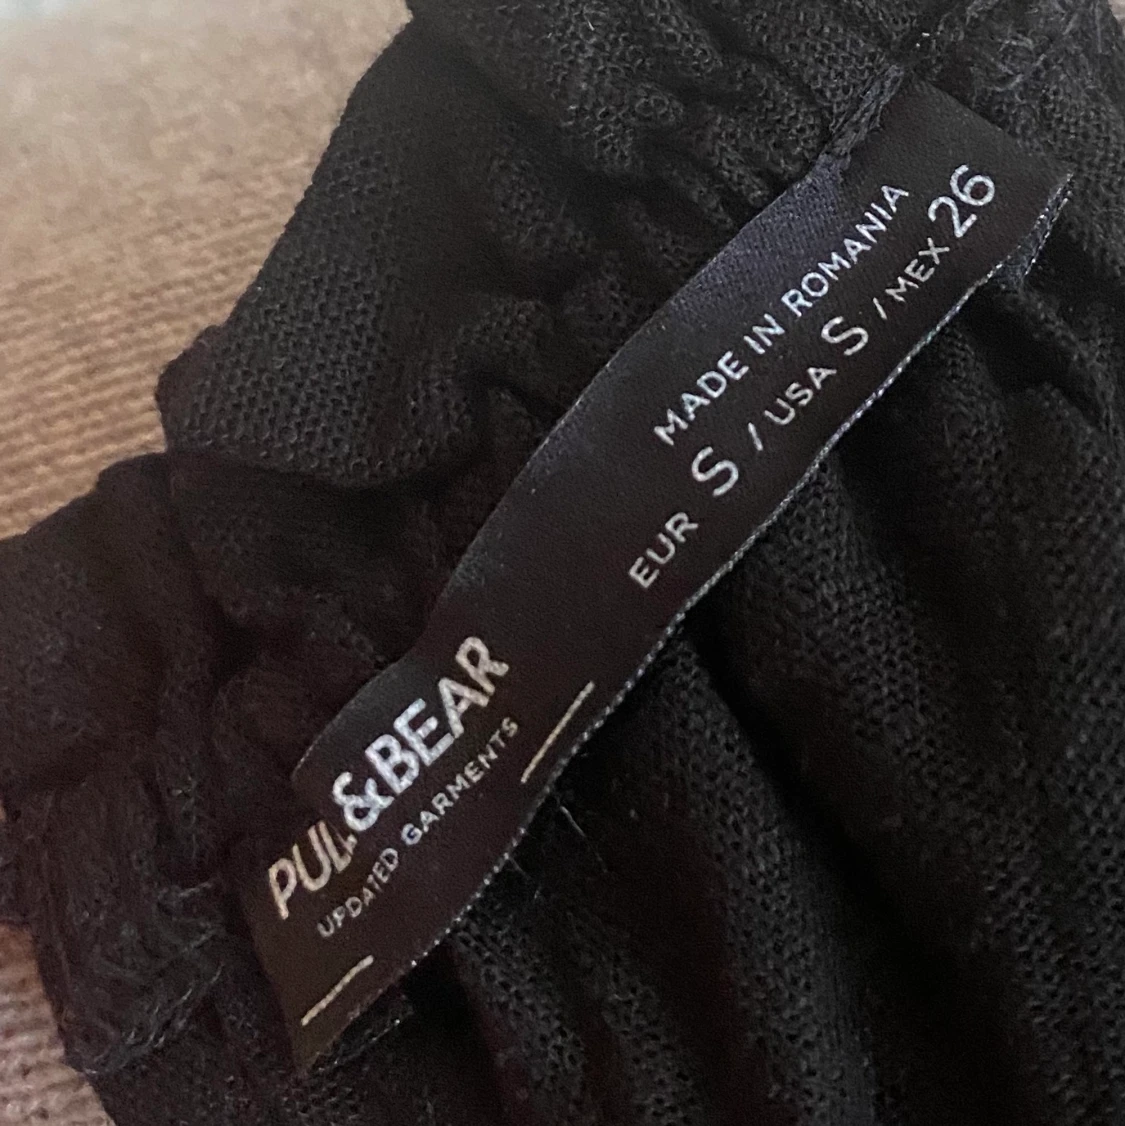 PULL&BEAR
UPDATED GARMENTS
MADE IN ROMANIA
EUR S / USA S / MEX 26